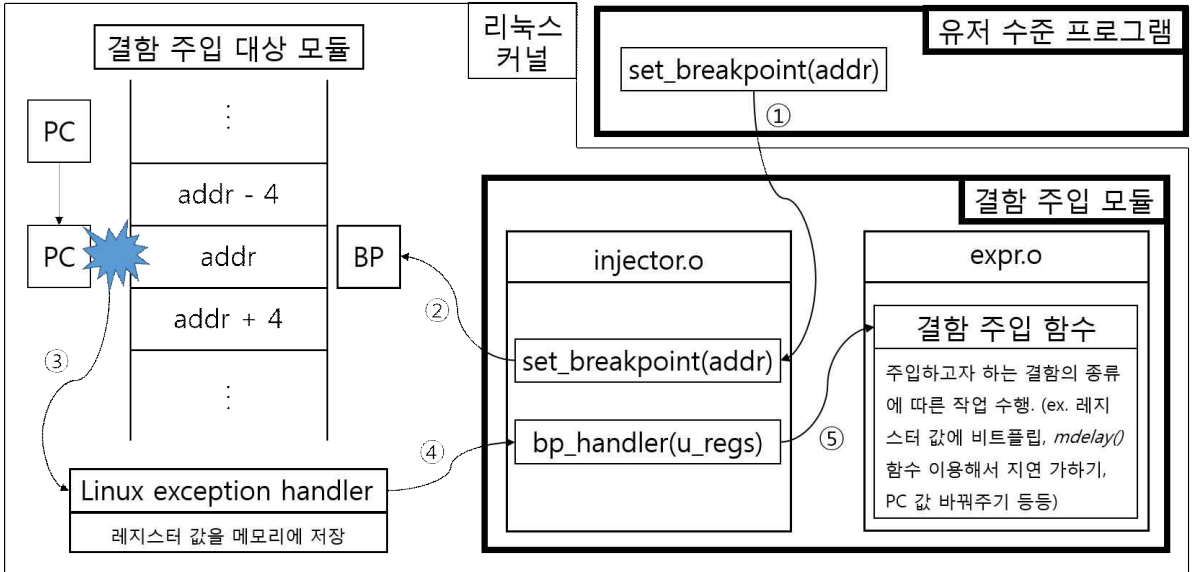 결함 주입 대상 모듈
리눅스
커널
유저 수준 프로그램
set_breakpoint(addr)
①
PC
⋮
addr - 4
PC
addr
BP
addr + 4
⋮
②
③
결함 주입 모듈
injector.o
expr.o
set_breakpoint(addr)
bp_handler(u_regs)
결함 주입 함수
주입하고자 하는 결함의 종류
에 따른 작업 수행. (ex. 레지
스터 값에 비트플립, mdelay()
함수 이용해서 지연 가하기,
PC 값 바꿔주기 등등)
④
⑤
Linux exception handler
레지스터 값을 메모리에 저장